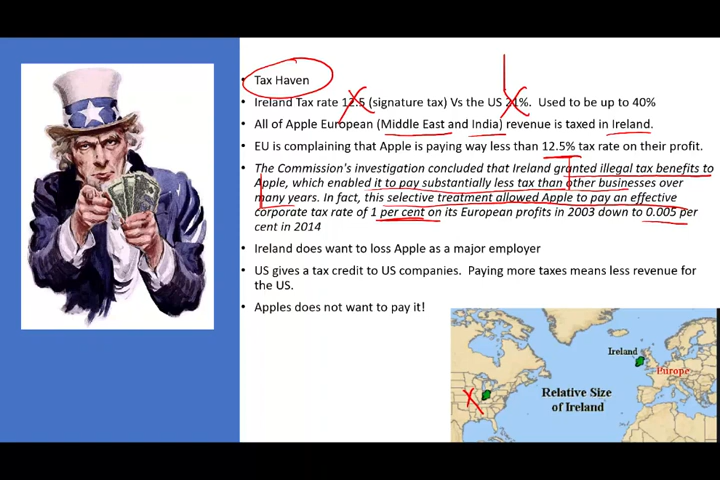 Tax Haven
Ireland Tax rate 12.5 (signature tax) Vs the US 21%. Used to be up to 40%
All of Apple European (Middle East and India) revenue is taxed in Ireland.
EU is complaining that Apple is paying way less than 12.5% tax rate on their profit.
The Commission's investigation concluded that Ireland granted illegal tax benefits to
Apple, which enabled it to pay substantially less tax than other businesses over
many years. In fact, this selective treatment allowed Apple to pay an effective
corporate tax rate of 1 per cent on its European profits in 2003 down to 0.005 per
cent in 2014
Ireland does want to loss Apple as a major employer
US gives a tax credit to US companies. Paying more taxes means less revenue for
the US.
Apples does not want to pay it!
Ireland
Europe
Relative Size
of Ireland